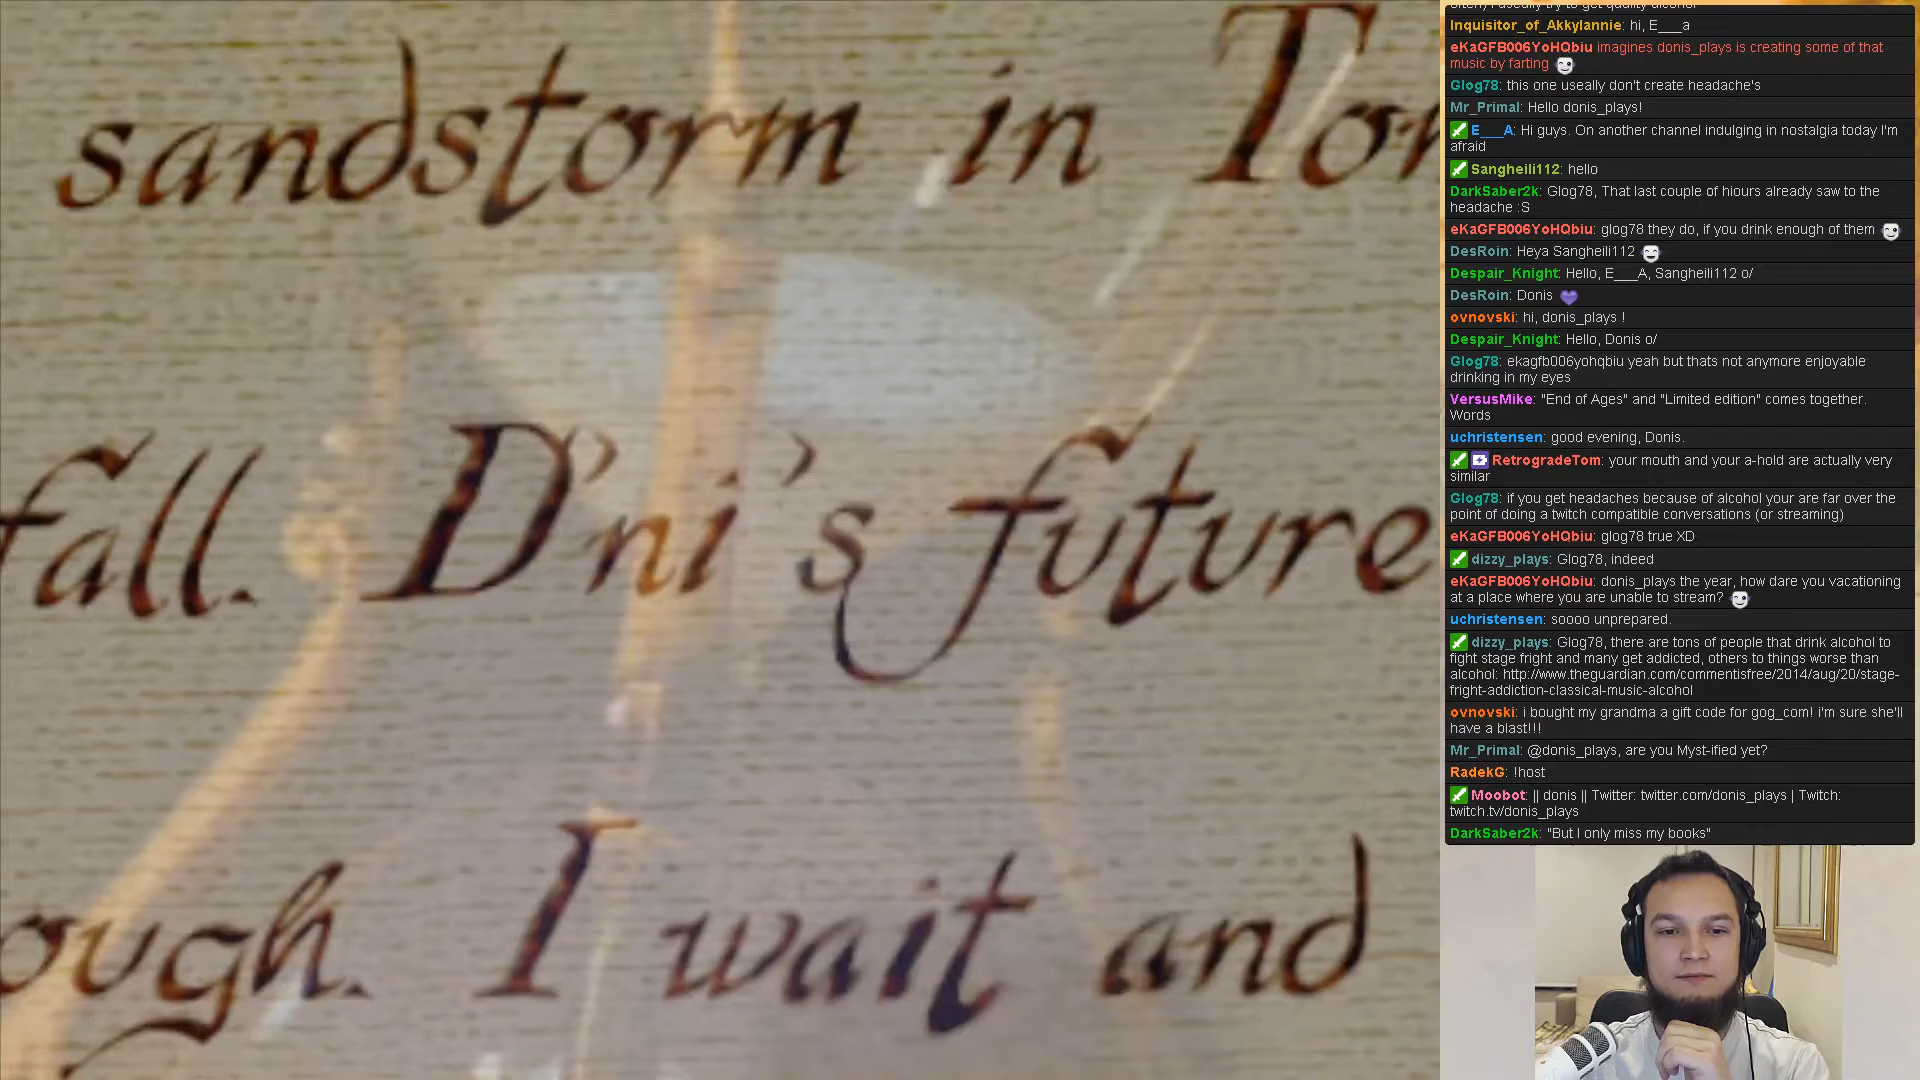 sandstorm in
fall. D'ni's future
ough. I wait and
Inquisitor_of_Akkylannie: hi, E___a
eKaGFB006YoHQbiu imagines donis_plays is creating some of that
music by farting
Glog78: this one useally don't create headache's
Mr_Primal: Hello donis_plays!
E___A: Hi guys. On another channel indulging in nostalgia today I'm
afraid
Sangheili112: hello
DarkSaber2k: Glog78, That last couple of hiours already saw to the
headache :S
eKaGFB006YoHQbiu: glog78 they do, if you drink enough of them
DesRoin: Heya Sangheili112
Despair_Knight: Hello, E___A, Sangheili112 o/
DesRoin: Donis
ovnovski: hi, donis_plays !
Despair_Knight: Hello, Donis o/
Glog78: ekagfb006yohqbiu yeah but thats not anymore enjoyable
drinking in my eyes
VersusMike: "End of Ages" and "Limited edition" comes together.
Words
uchristensen: good evening, Donis.
RetrogradeTom: your mouth and your a-hold are actually very
similar
Glog78: if you get headaches because of alcohol your are far over the
point of doing a twitch compatible conversations (or streaming)
eKaGFB006YoHQbiu: glog78 true XD
dizzy_plays: Glog78, indeed
eKaGFB006YoHQbiu: donis_plays the year, how dare you vacationing
at a place where you are unable to stream?
uchristensen: soooo unprepared.
dizzy_plays: Glog78, there are tons of people that drink alcohol to
fight stage fright and many get addicted, others to things worse than
alcohol: http://www.theguardian.com/commentisfree/2014/aug/20/stage-
fright-addiction-classical-music-alcohol
ovnovski: i bought my grandma a gift code for gog_com! i'm sure she'll
have a blast!!!
Mr_Primal: @donis_plays, are you Myst-ified yet?
RadekG: !host
Moobot: || donis || Twitter: twitter.com/donis_plays | Twitch:
twitch.tv/donis_plays
DarkSaber2k: "But I only miss my books"